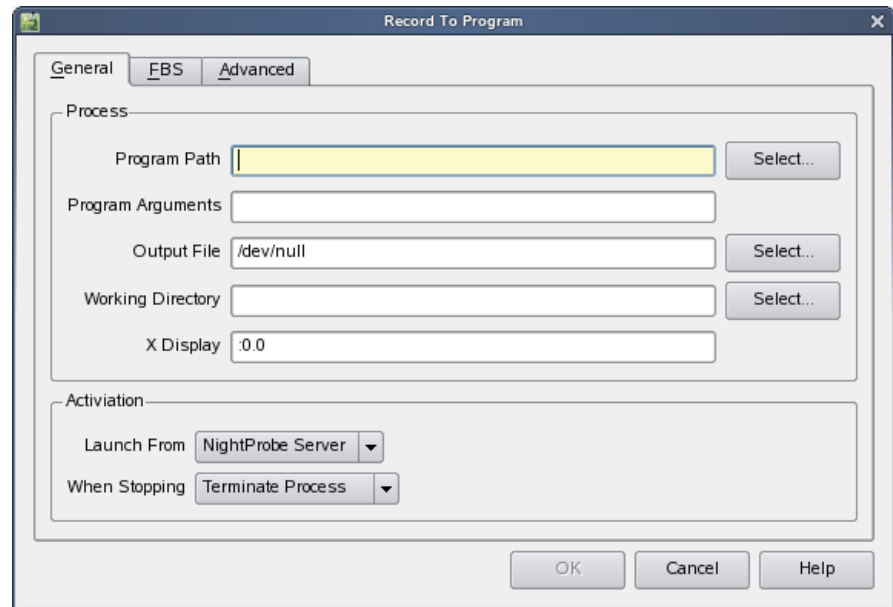 Record To Program
General FBS Advanced
Process
Program Path Select...
Program Arguments
Output File /dev/null Select...
Working Directory Select...
X Display :0.0
Activiation
Launch From NightProbe Server
When Stopping Terminate Process
OK Cancel Help